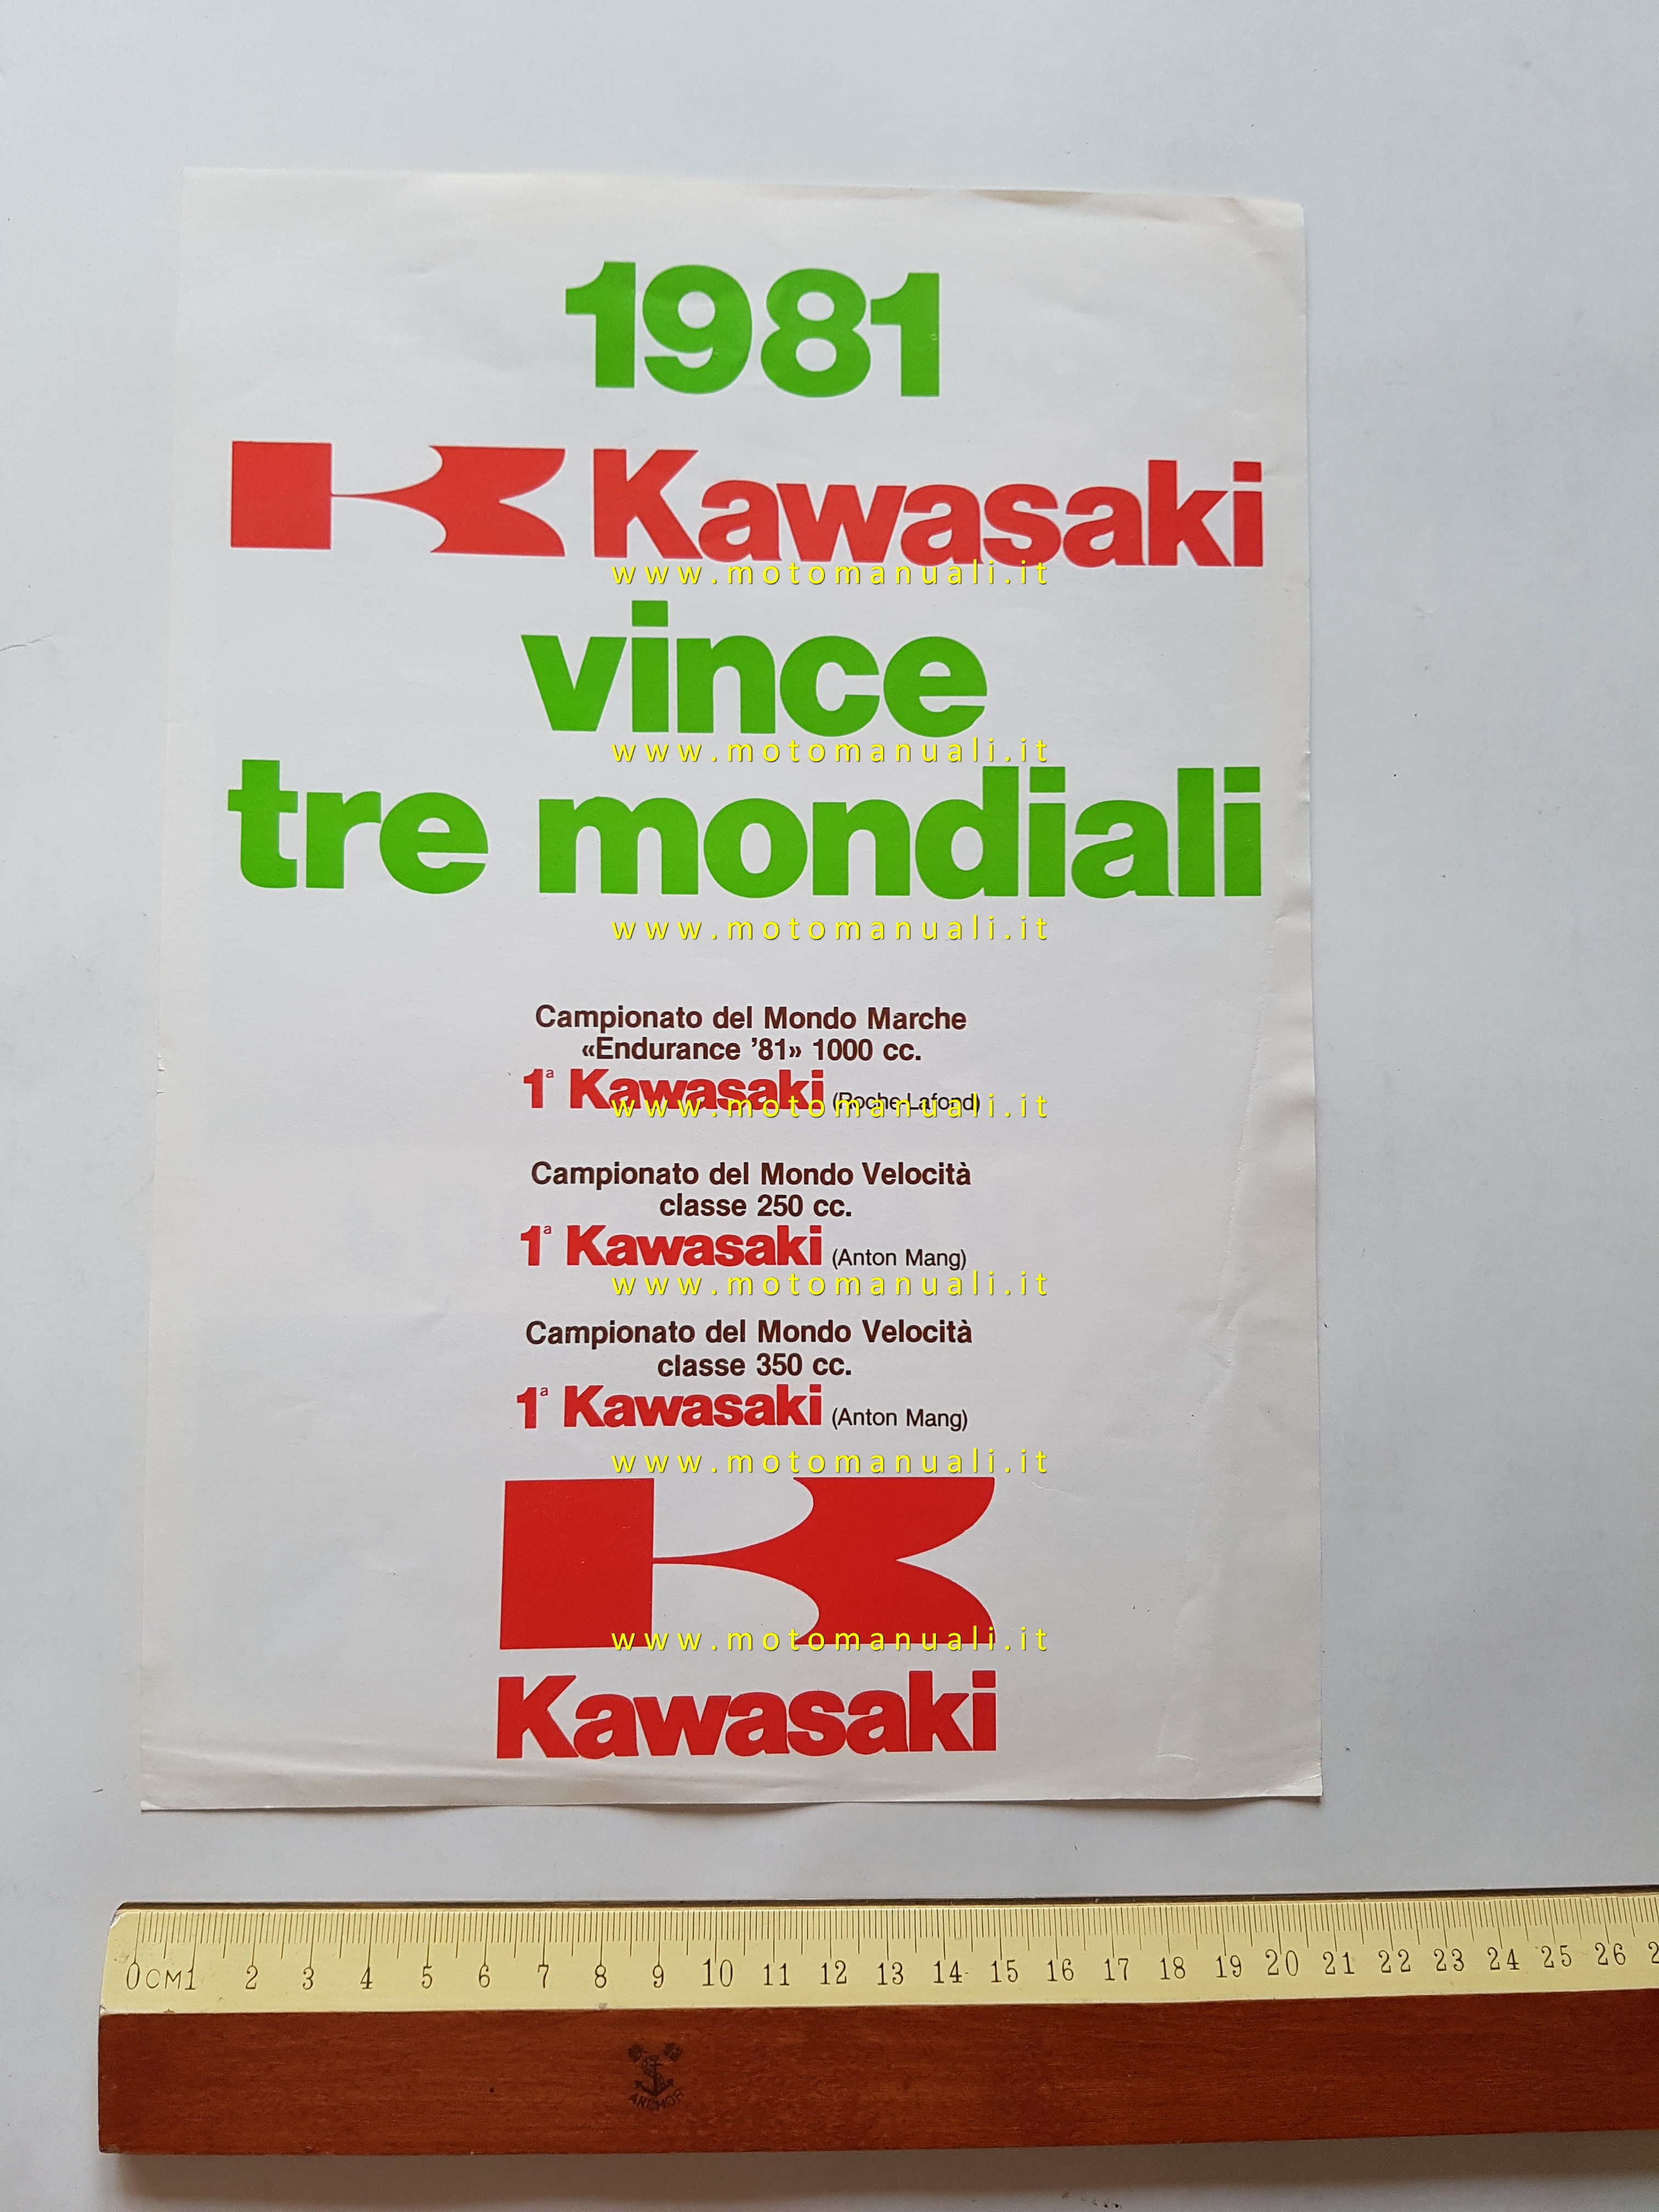 1981
Kawasaki
www.motomanuali.it
vince
www.motomanuali.it
tre mondiali
www.motomanuali.it
Campionato del Mondo Marche
«Endurance '81» 1000 cc.
1ª Kawasaki (Roche-Lafond)
www.motomanuali.it
Campionato del Mondo Velocità
classe 250 cc.
1ª Kawasaki (Anton Mang)
www.motomanuali.it
Campionato del Mondo Velocità
classe 350 cc.
1ª Kawasaki (Anton Mang)
www.motomanuali.it
www.motomanuali.it
Kawasaki
0CM1 2 3 4 5 6 7 8 9 10 11 12 13 14 15 16 17 18 19 20 21 22 23 24 25 26 2
ANCHOR